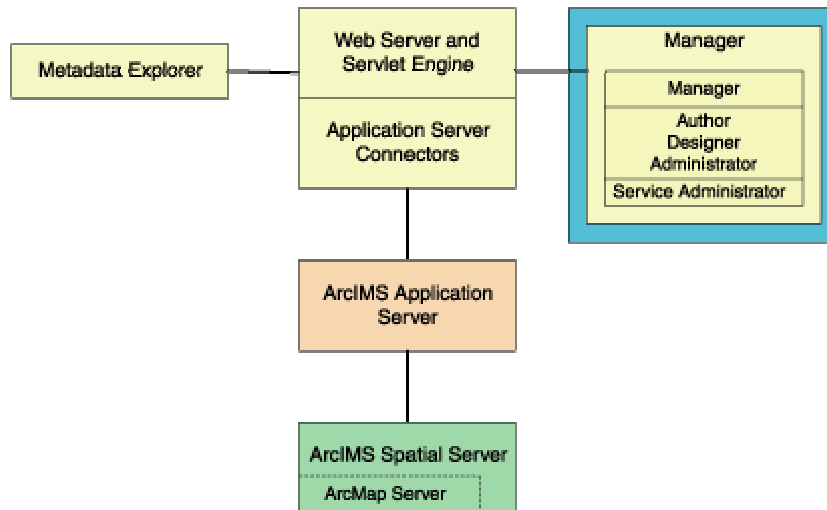 Metadata Explorer
Web Server and
Servlet Engine
Application Server
Connectors
Manager
Manager
Author
Designer
Administrator
Service Administrator
ArcIMS Application
Server
ArcIMS Spatial Server
ArcMap Server